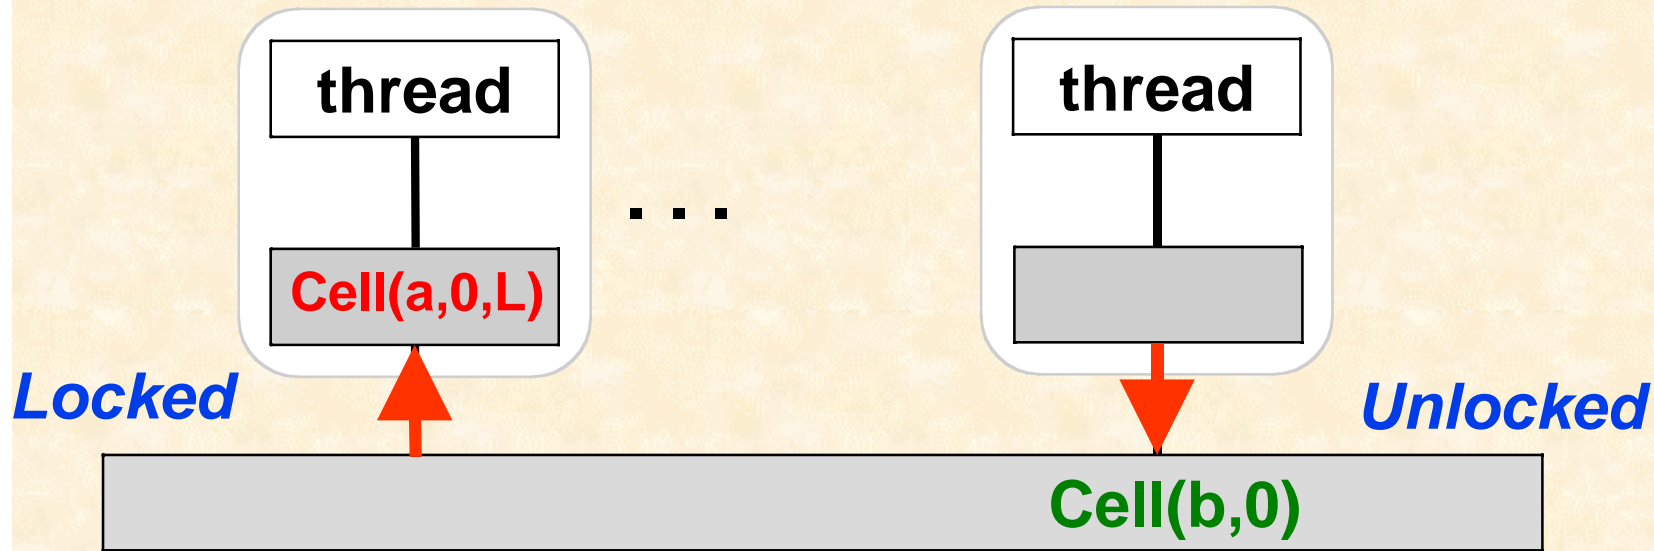 thread
thread
. . .
Cell(a,0,L)
Locked
Unlocked
Cell(b,0)